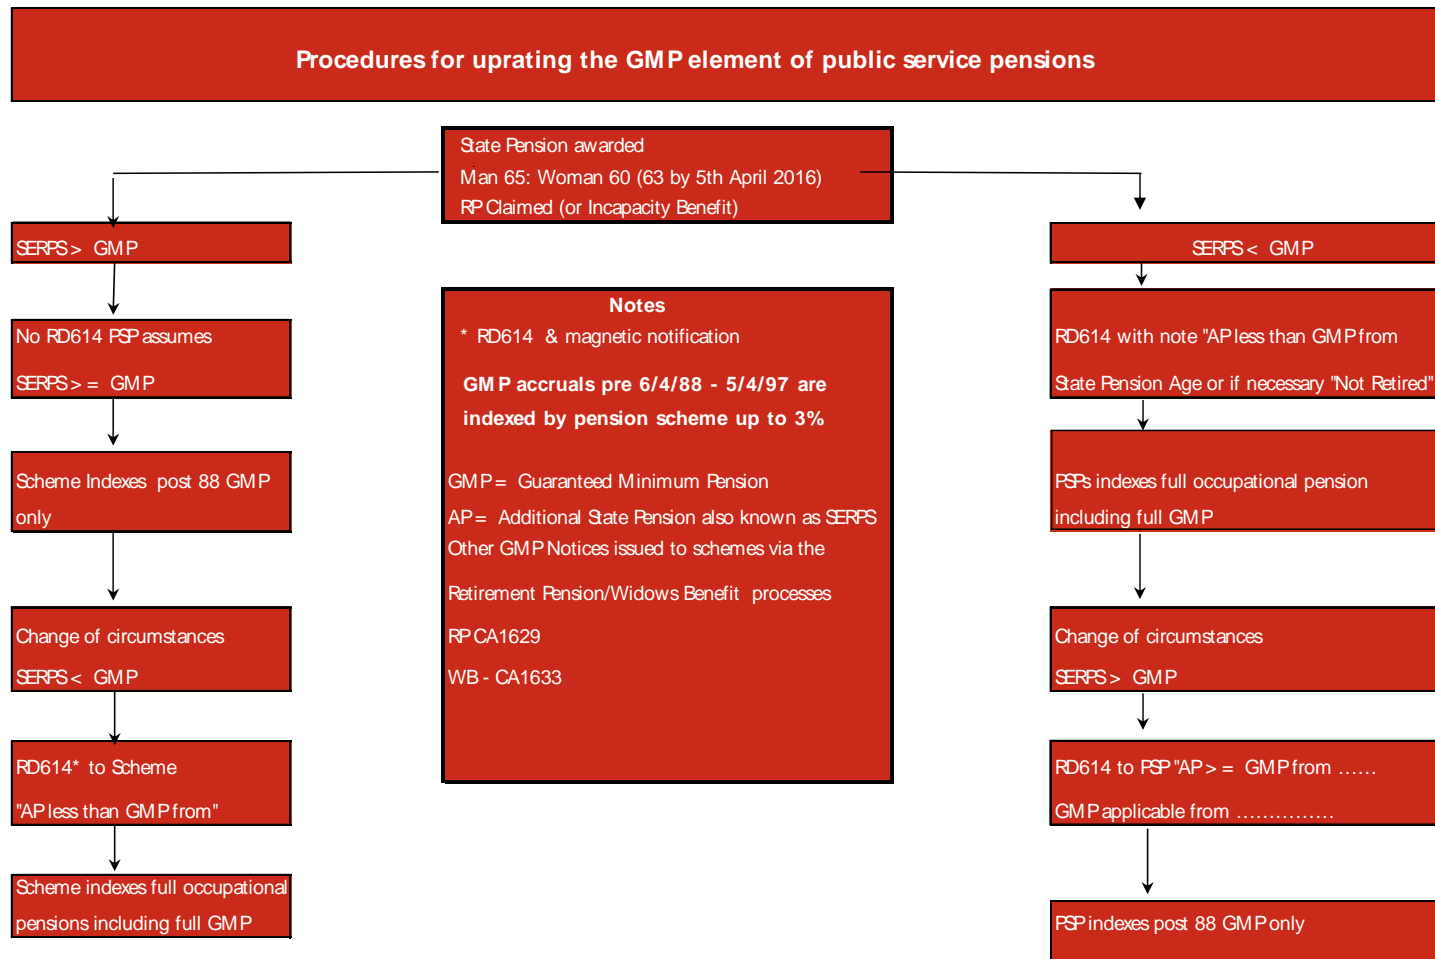 Procedures for uprating the GMP element of public service pensions
State Pension awarded
Man 65: Woman 60 (63 by 5th April 2016)
RP Claimed (or Incapacity Benefit)
SERPS > GMP
No RD614 PSP assumes
SERPS > = GMP
Scheme Indexes post 88 GMP
only
Change of circumstances
SERPS < GMP
RD614* to Scheme
"AP less than GMP from"
Scheme indexes full occupational
pensions including full GMP
Notes
* RD614 & magnetic notification
GMP accruals pre 6/4/88 - 5/4/97 are
indexed by pension scheme up to 3%
GMP = Guaranteed Minimum Pension
AP = Additional State Pension also known as SERPS
Other GMP Notices issued to schemes via the
Retirement Pension/Widows Benefit processes
RP CA1629
WB - CA1633
SERPS < GMP
RD614 with note "AP less than GMP from
State Pension Age or if necessary "Not Retired"
PSPs indexes full occupational pension
including full GMP
Change of circumstances
SERPS > GMP
RD614 to PSP "AP > = GMP from ……
GMP applicable from ……………
PSP indexes post 88 GMP only